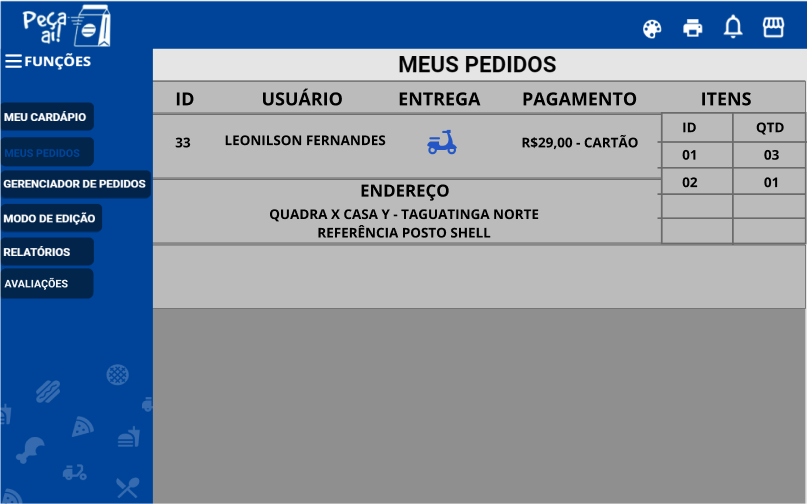 Peça
aí!
FUNÇÕES
MEU CARDÁPIO
MEUS PEDIDOS
GERENCIADOR DE PEDIDOS
MODO DE EDIÇÃO
RELATÓRIOS
AVALIAÇÕES
MEUS PEDIDOS
ID USUÁRIO ENTREGA PAGAMENTO ITENS
33 LEONILSON FERNANDES R$29,00 - CARTÃO
ID QTD
01 03
02 01
ENDEREÇO
QUADRA X CASA Y - TAGUATINGA NORTE
REFERÊNCIA POSTO SHELL